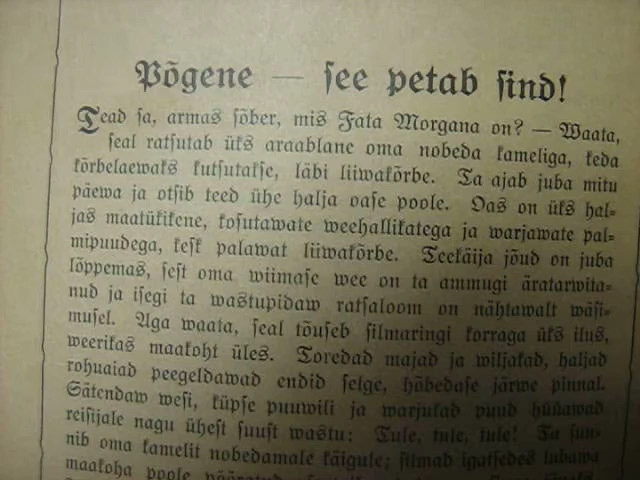 Põgene — see petab sind!
Tead sa, armas sõber, mis Fata Morgana on? — Waata,
seal ratsutab üks araablane oma nobeda kameliga, keda
kõrbelaewaks kutsutakse, läbi liiwakõrbe. Ta ajab juba mitu
päewa ja otsib teed ühe halja oase poole. Oas on üks hal-
jas maatükikene, kosutawate weehallikatega ja warjawate pal-
mipuudega, kesk palawat liiwakõrbe. Teekäija jõud on juba
lõppemas, sest oma wiimase wee on ta ammugi äratarwita-
nud ja isegi ta wastupidaw ratsaloom on nähtawalt wäsi-
musel. Aga waata, seal tõuseb silmaringi korraga üks ilus,
weerikas maakoht üles. Toredad majad ja wiljakad, haljad
rohuaiad peegeldawad endid selge, hõbedase järwe pinnal.
Sätendaw wesi, küpse puuwili ja warjukad puud hüüawad
reisijale nagu ühest suust wastu: Tule, tule, tule! Ta suu-
nib oma kamelit nobedamale käigule; silmad igatsedes lubawa
maakoha poole